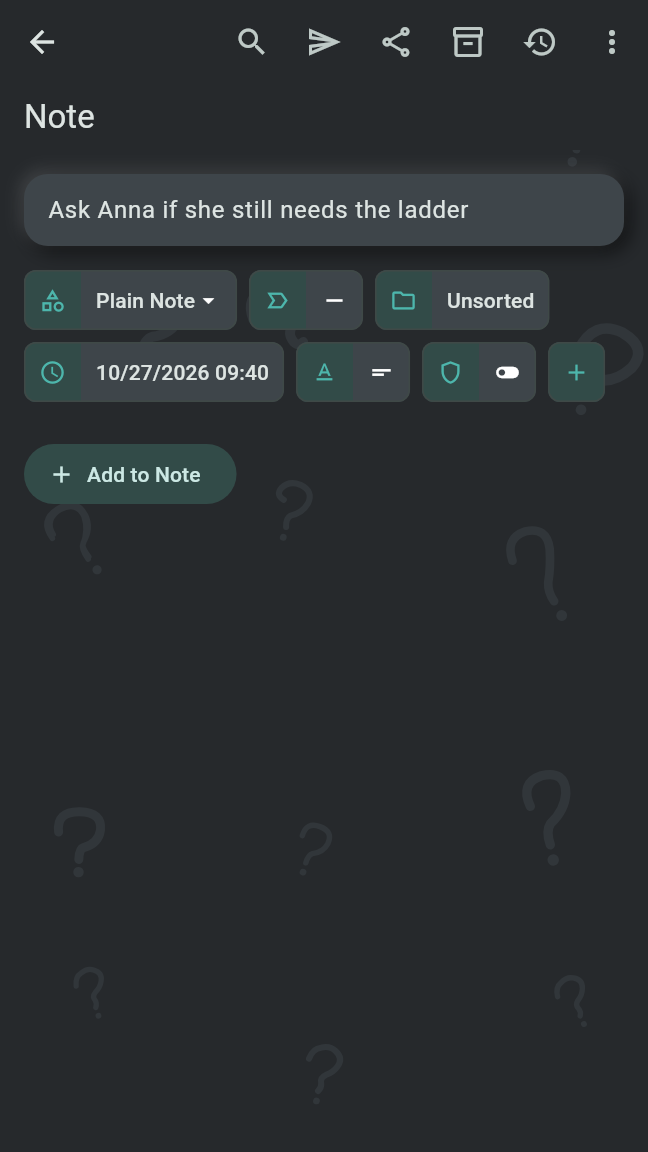 Note
Ask Anna if she still needs the ladder
Plain Note
Unsorted
10/27/2026 09:40
Add to Note